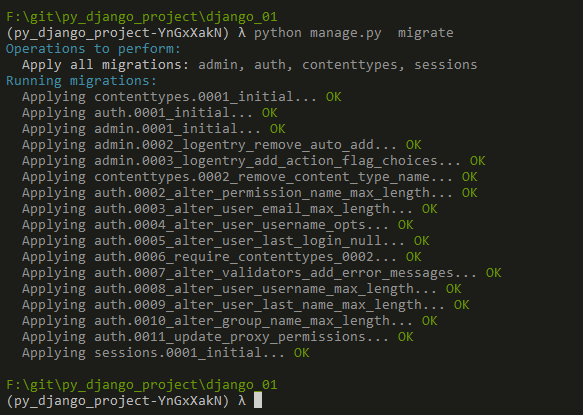 F:\git\py_django_project\django_01
(py_django_project-YnGxXakN) λ python manage.py  migrate
Operations to perform:
  Apply all migrations: admin, auth, contenttypes, sessions
Running migrations:
  Applying contenttypes.0001_initial... OK
  Applying auth.0001_initial... OK
  Applying admin.0001_initial... OK
  Applying admin.0002_logentry_remove_auto_add... OK
  Applying admin.0003_logentry_add_action_flag_choices... OK
  Applying contenttypes.0002_remove_content_type_name... OK
  Applying auth.0002_alter_permission_name_max_length... OK
  Applying auth.0003_alter_user_email_max_length... OK
  Applying auth.0004_alter_user_username_opts... OK
  Applying auth.0005_alter_user_last_login_null... OK
  Applying auth.0006_require_contenttypes_0002... OK
  Applying auth.0007_alter_validators_add_error_messages... OK
  Applying auth.0008_alter_user_username_max_length... OK
  Applying auth.0009_alter_user_last_name_max_length... OK
  Applying auth.0010_alter_group_name_max_length... OK
  Applying auth.0011_update_proxy_permissions... OK
  Applying sessions.0001_initial... OK
F:\git\py_django_project\django_01
(py_django_project-YnGxXakN) λ